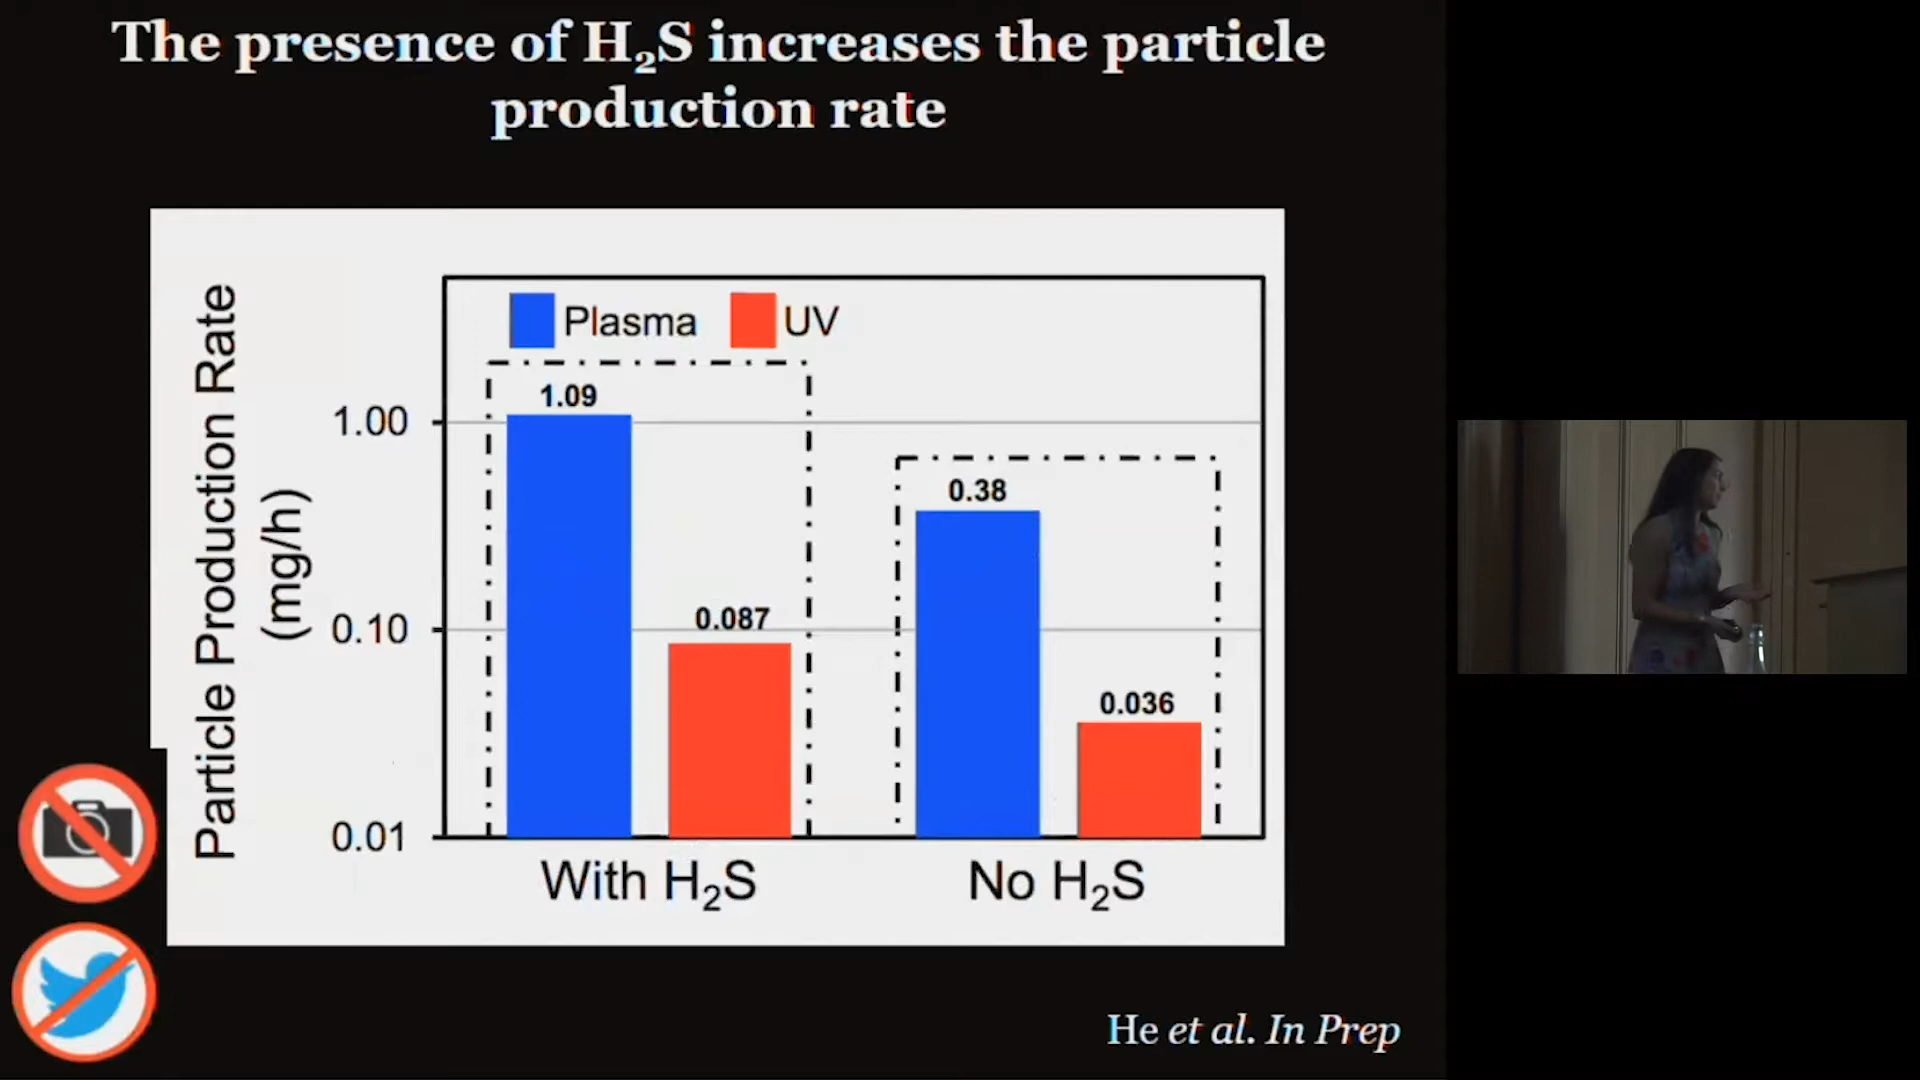 The presence of H₂S increases the particle
production rate
Particle Production Rate
(mg/h)
Plasma
UV
1.00
0.10
0.01
1.09
0.087
0.38
0.036
With H₂S
No H₂S
He et al. In Prep